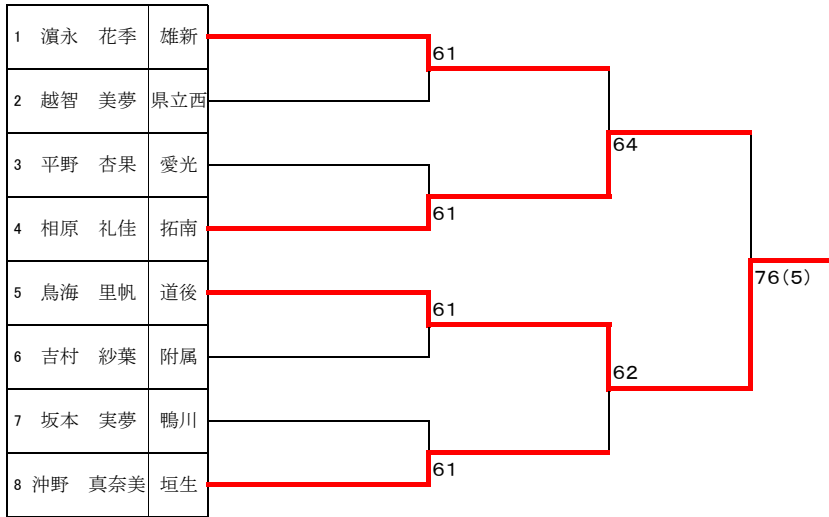 1 濵永 花季 雄新
61
2 越智 美夢 県立西
64
3 平野 杏果 愛光
61
4 相原 礼佳 拓南
76(5)
5 鳥海 里帆 道後
61
6 吉村 紗葉 附属
62
7 坂本 実夢 鴨川
61
8 沖野 真奈美 垣生